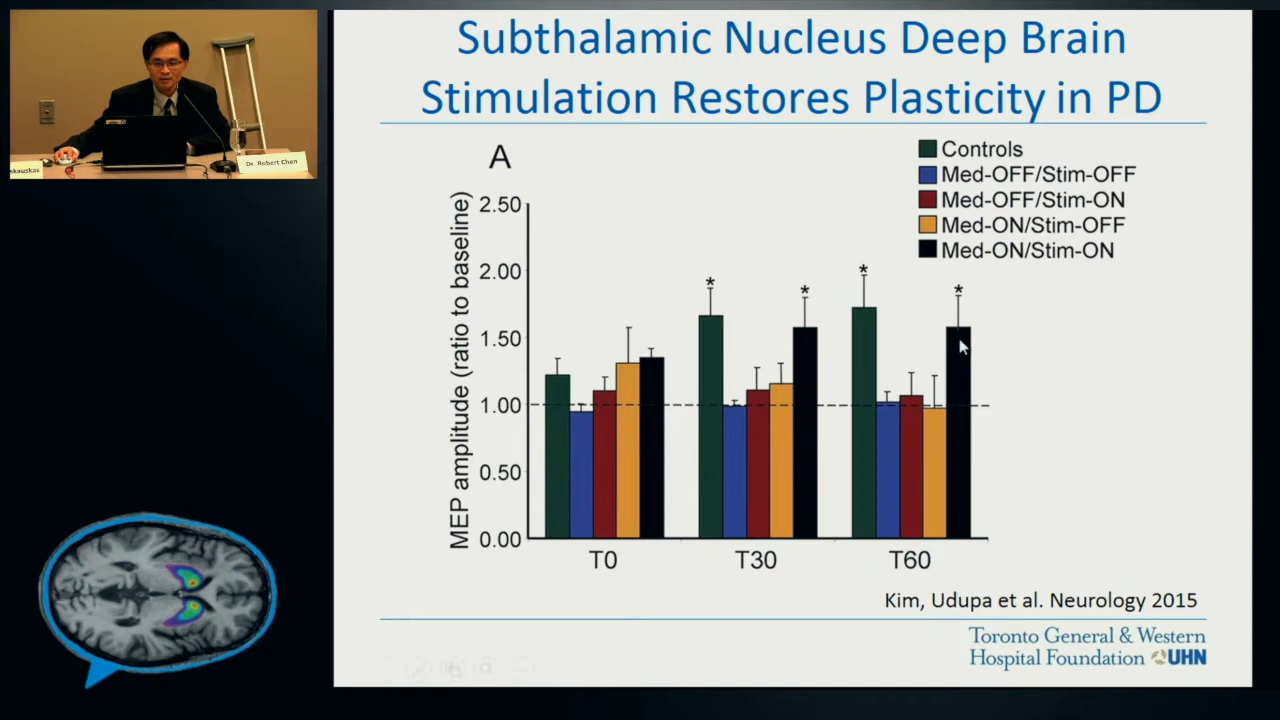 Subthalamic Nucleus Deep Brain
Stimulation Restores Plasticity in PD
skauskas
Dr. Robert Chen
A
Controls
Med-OFF/Stim-OFF
Med-OFF/Stim-ON
Med-ON/Stim-OFF
Med-ON/Stim-ON
MEP amplitude (ratio to baseline)
2.50
2.00
1.50
1.00
0.50
0.00
* * * *
T0 T30 T60
Kim, Udupa et al. Neurology 2015
Toronto General & Western
Hospital Foundation UHN